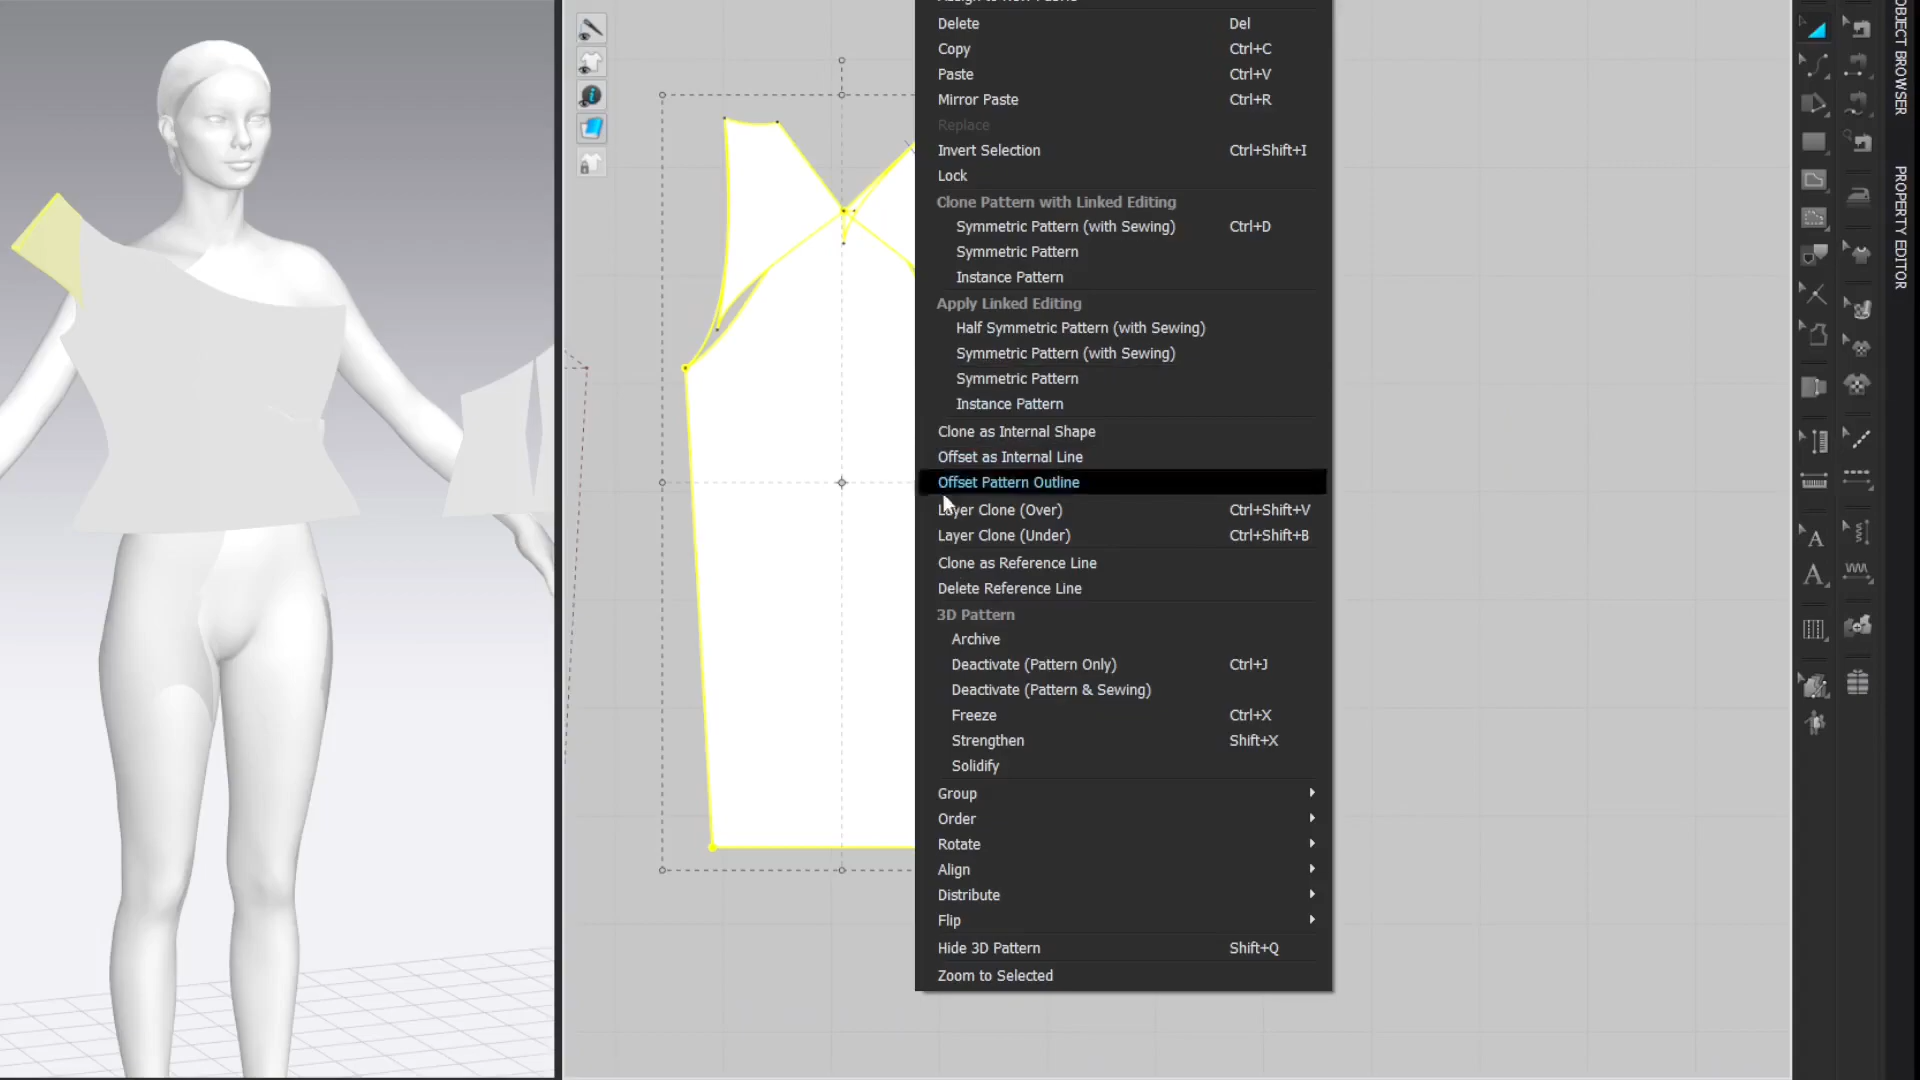 Delete Del
Copy Ctrl+C
Paste Ctrl+V
Mirror Paste Ctrl+R
Replace
Invert Selection Ctrl+Shift+I
Lock
Clone Pattern with Linked Editing
Symmetric Pattern (with Sewing) Ctrl+D
Symmetric Pattern
Instance Pattern
Apply Linked Editing
Half Symmetric Pattern (with Sewing)
Symmetric Pattern (with Sewing)
Symmetric Pattern
Instance Pattern
Clone as Internal Shape
Offset as Internal Line
Offset Pattern Outline
Layer Clone (Over) Ctrl+Shift+V
Layer Clone (Under) Ctrl+Shift+B
Clone as Reference Line
Delete Reference Line
3D Pattern
Archive
Deactivate (Pattern Only) Ctrl+J
Deactivate (Pattern & Sewing)
Freeze Ctrl+X
Strengthen Shift+X
Solidify
Group
Order
Rotate
Align
Distribute
Flip
Hide 3D Pattern Shift+Q
Zoom to Selected
OBJECT BROWSER
PROPERTY EDITOR